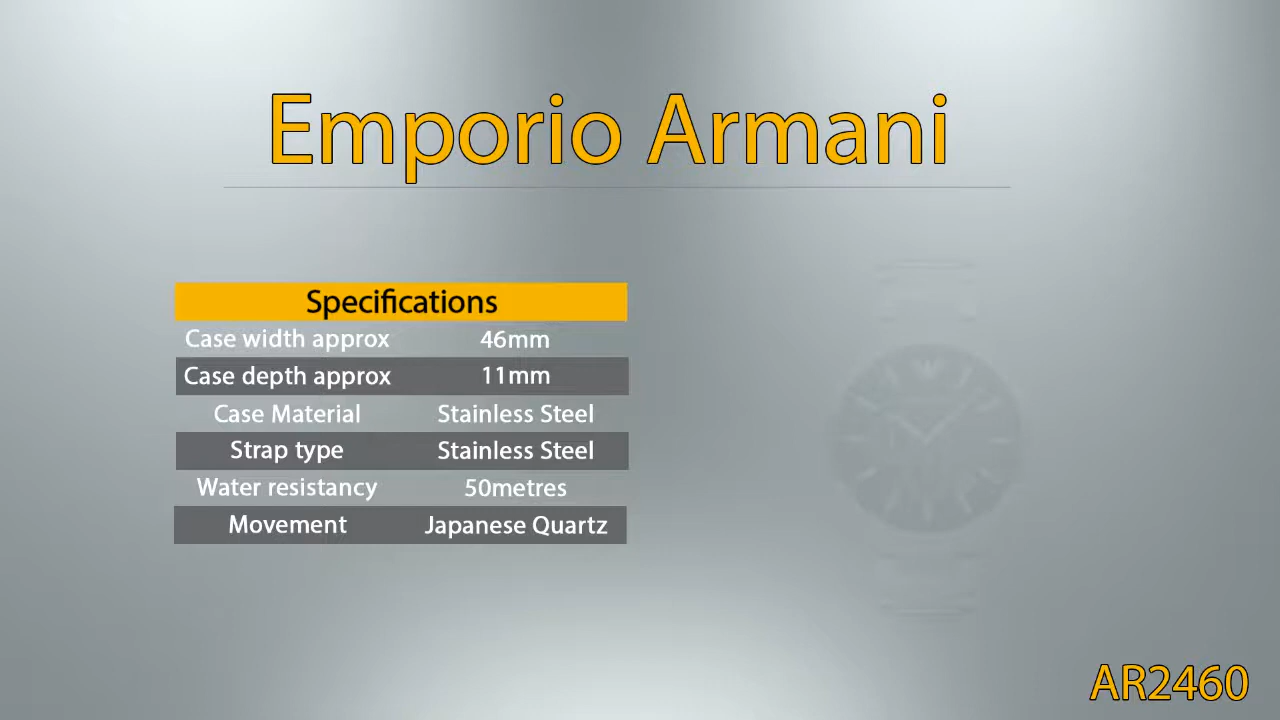 Emporio Armani
Specifications
Case width approx 46mm
Case depth approx 11mm
Case Material Stainless Steel
Strap type Stainless Steel
Water resistancy 50metres
Movement Japanese Quartz
AR2460